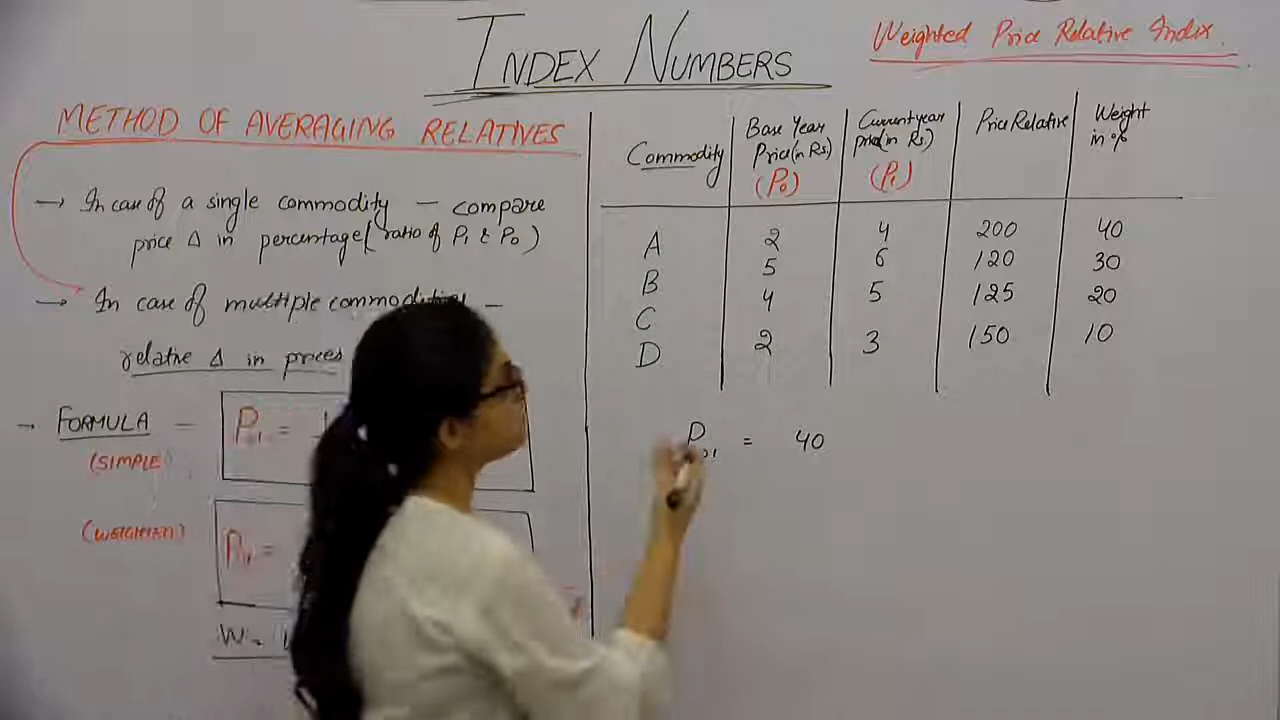 INDEX NUMBERS
Weighted Price Relative Index.
METHOD OF AVERAGING RELATIVES
→ In case of a single commodity – compare
price Δ in percentage (ratio of P₁ & P₀)
→ In case of multiple commodities –
relative Δ in prices
- FORMULA –
(SIMPLE)
P₀₁ =
(WEIGHTED)
P₀₁ =
W =
Commodity | Base Year Price (in Rs) (P₀) | Current year price (in Rs.) (P₁) | Price Relative | Weight in %
A 2 4 200 40
B 5 6 120 30
C 4 5 125 20
D 2 3 150 10
P₀₁ = 40